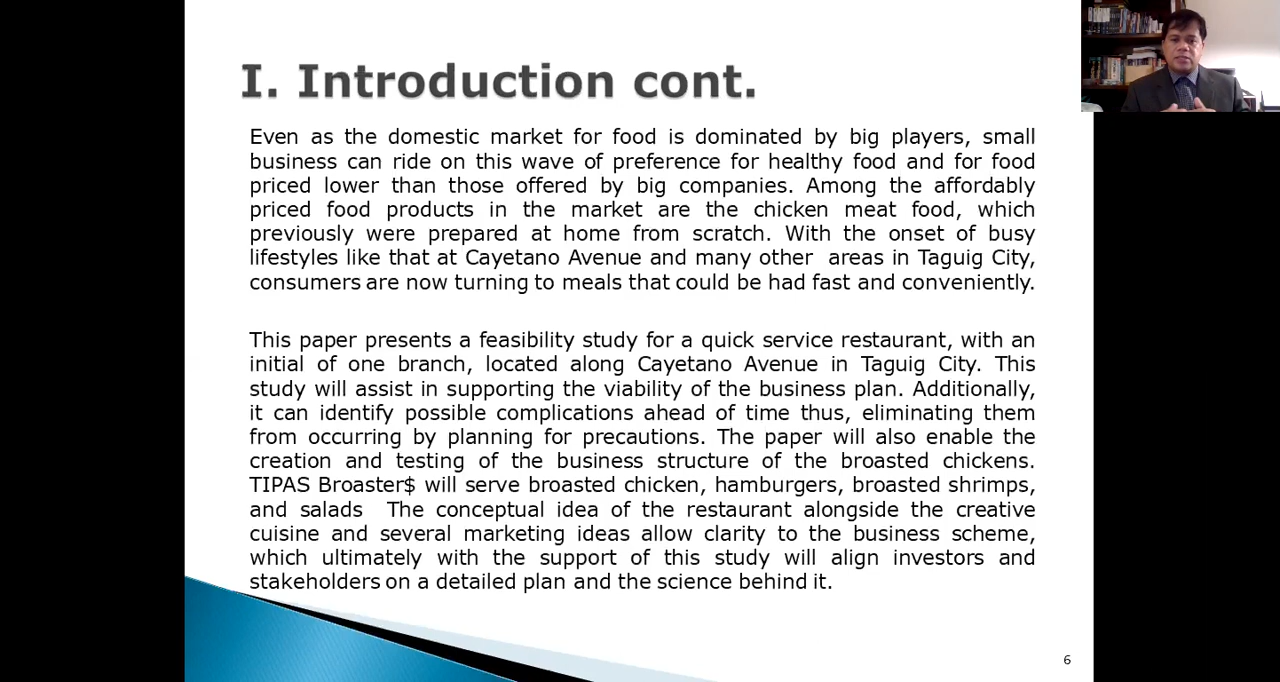 I. Introduction cont.
Even as the domestic market for food is dominated by big players, small
business can ride on this wave of preference for healthy food and for food
priced lower than those offered by big companies. Among the affordably
priced food products in the market are the chicken meat food, which
previously were prepared at home from scratch. With the onset of busy
lifestyles like that at Cayetano Avenue and many other  areas in Taguig City,
consumers are now turning to meals that could be had fast and conveniently.
This paper presents a feasibility study for a quick service restaurant, with an
initial of one branch, located along Cayetano Avenue in Taguig City. This
study will assist in supporting the viability of the business plan. Additionally,
it can identify possible complications ahead of time thus, eliminating them
from occurring by planning for precautions. The paper will also enable the
creation and testing of the business structure of the broasted chickens.
TIPAS Broaster$ will serve broasted chicken, hamburgers, broasted shrimps,
and salads  The conceptual idea of the restaurant alongside the creative
cuisine and several marketing ideas allow clarity to the business scheme,
which ultimately with the support of this study will align investors and
stakeholders on a detailed plan and the science behind it.
6